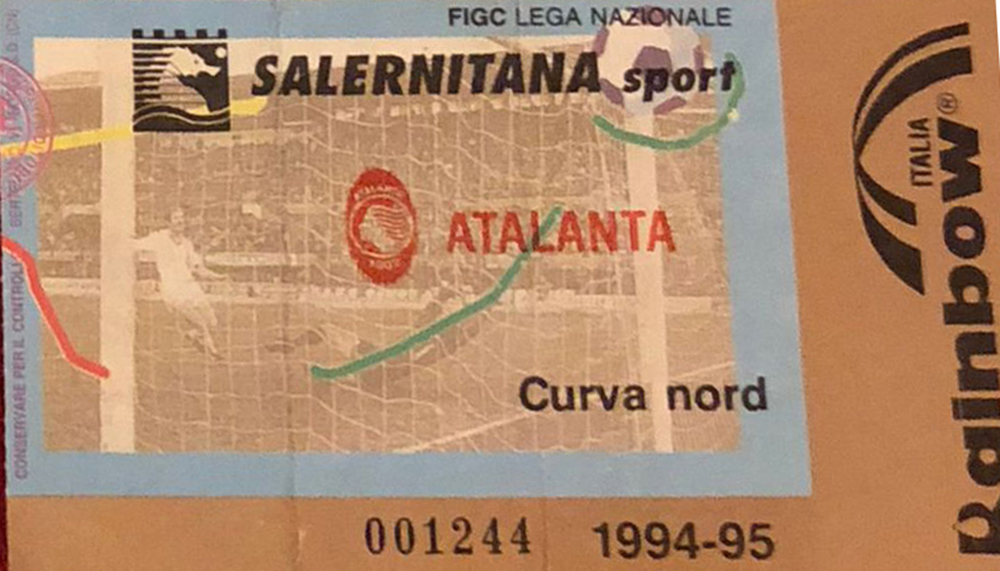 FIGC LEGA NAZIONALE
SALERNITANA sport
ATALANTA
Curva nord
001244 1994-95
CONSERVARE PER IL CONTROLLO
Rainbow®
ITALIA